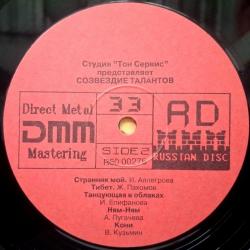 Студия "Тон Сервис"
представляет
СОЗВЕЗДИЕ ТАЛАНТОВ
Direct Metal
DMM
Mastering
33
SIDE 2
RD
RUSSIAN DISC
Странник мой. И. Аллегрова
Тибет. Ж. Пахомов
Танцующая в облаках
И. Епифанова
Ням-Ням
А. Пугачева
Кони
В. Кузьмин